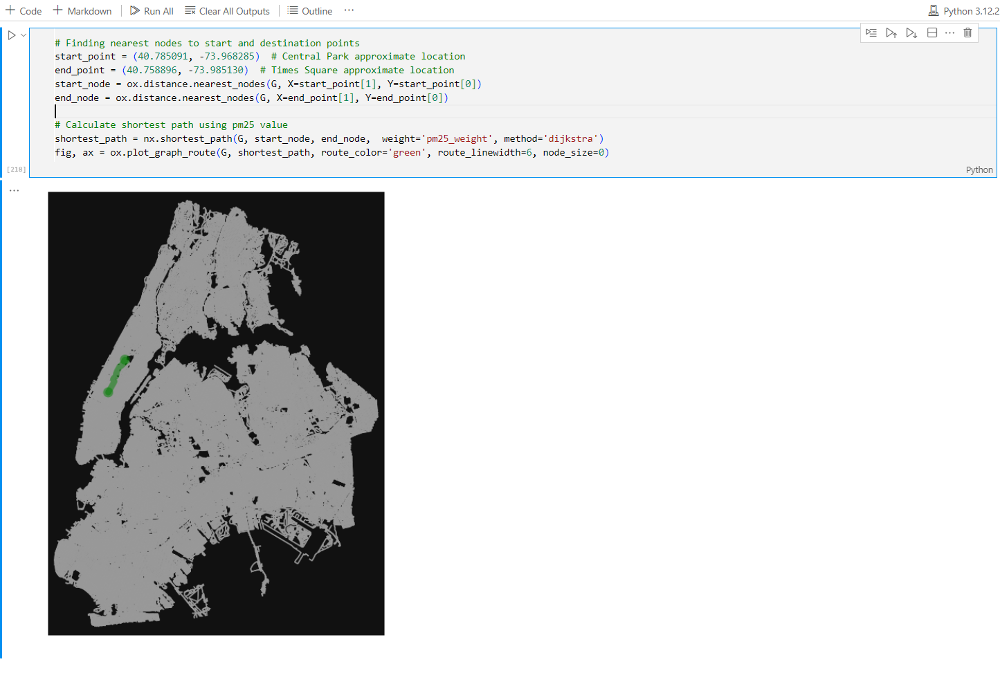 Code Markdown Run All Clear All Outputs Outline ... Python 3.12.2
# Finding nearest nodes to start and destination points
start_point = (40.785091, -73.968285)  # Central Park approximate location
end_point = (40.758896, -73.985130)  # Times Square approximate location
start_node = ox.distance.nearest_nodes(G, X=start_point[1], Y=start_point[0])
end_node = ox.distance.nearest_nodes(G, X=end_point[1], Y=end_point[0])
# Calculate shortest path using pm25 value
shortest_path = nx.shortest_path(G, start_node, end_node,  weight='pm25_weight', method='dijkstra')
fig, ax = ox.plot_graph_route(G, shortest_path, route_color='green', route_linewidth=6, node_size=0)
[218] Python